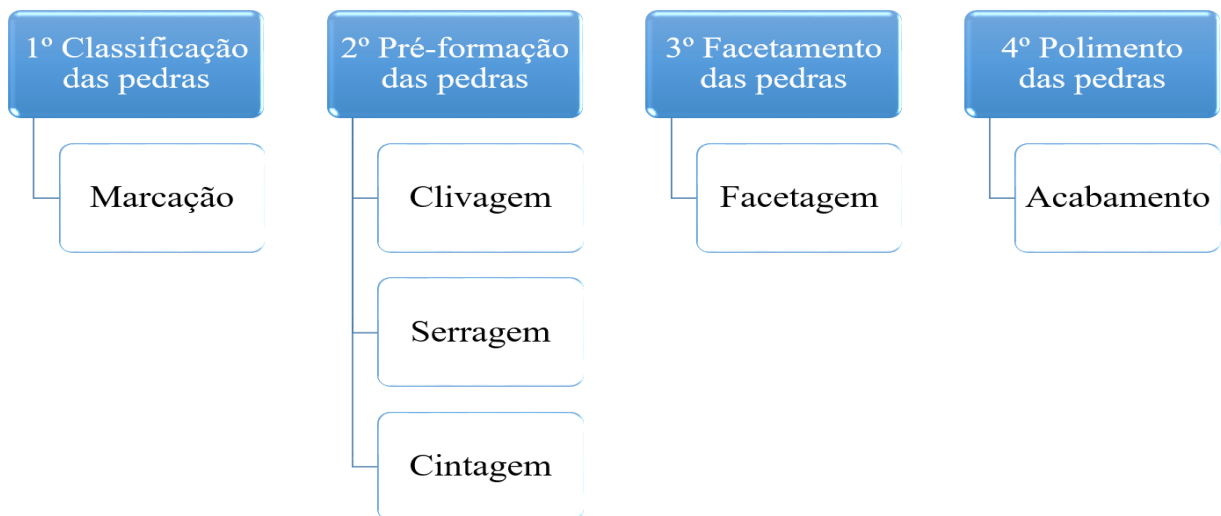 1º Classificação
das pedras
Marcação
2º Pré-formação
das pedras
Clivagem
Serragem
Cintagem
3º Facetamento
das pedras
Facetagem
4º Polimento
das pedras
Acabamento